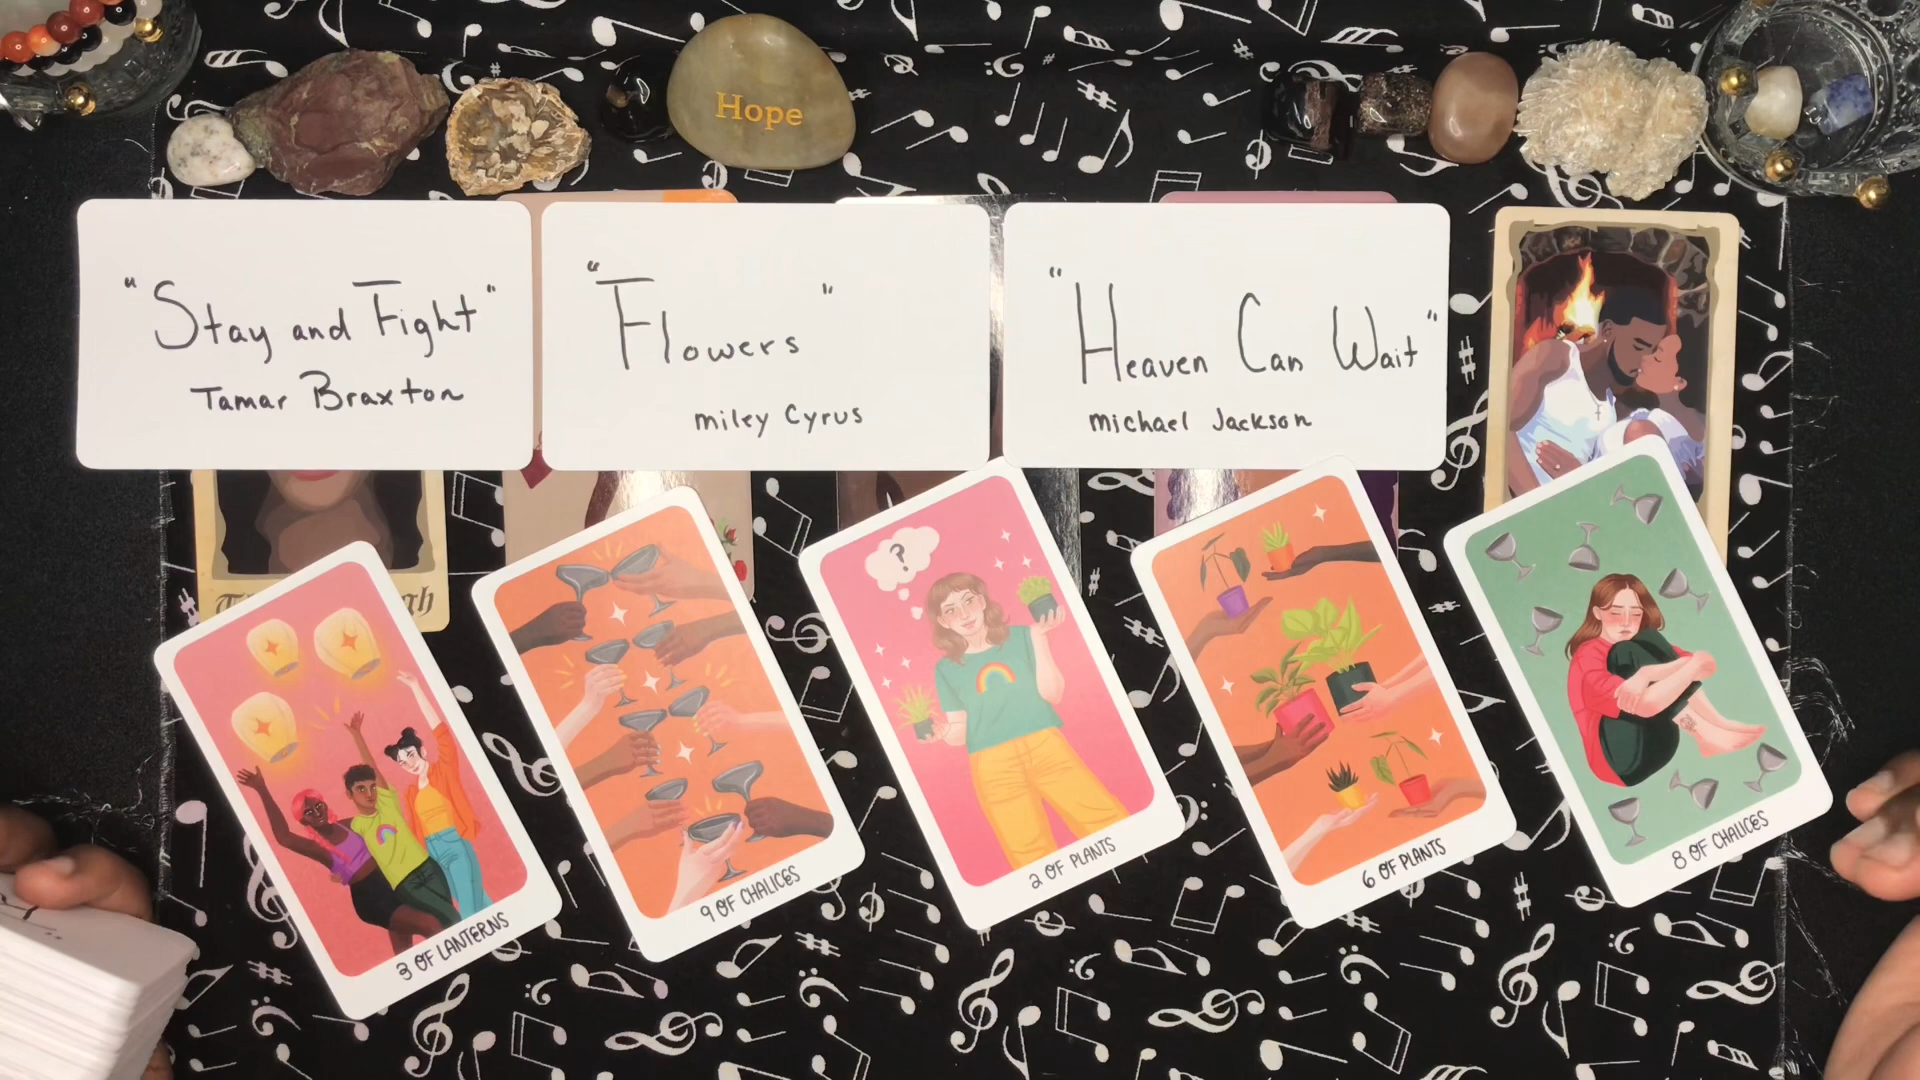 Hope
"Stay and Fight"
Tamar Braxton
"Flowers"
miley Cyrus
"Heaven Can Wait"
michael Jackson
?
3 OF LANTERNS
9 OF CHALICES
2 OF PLANTS
6 OF PLANTS
8 OF CHALICES